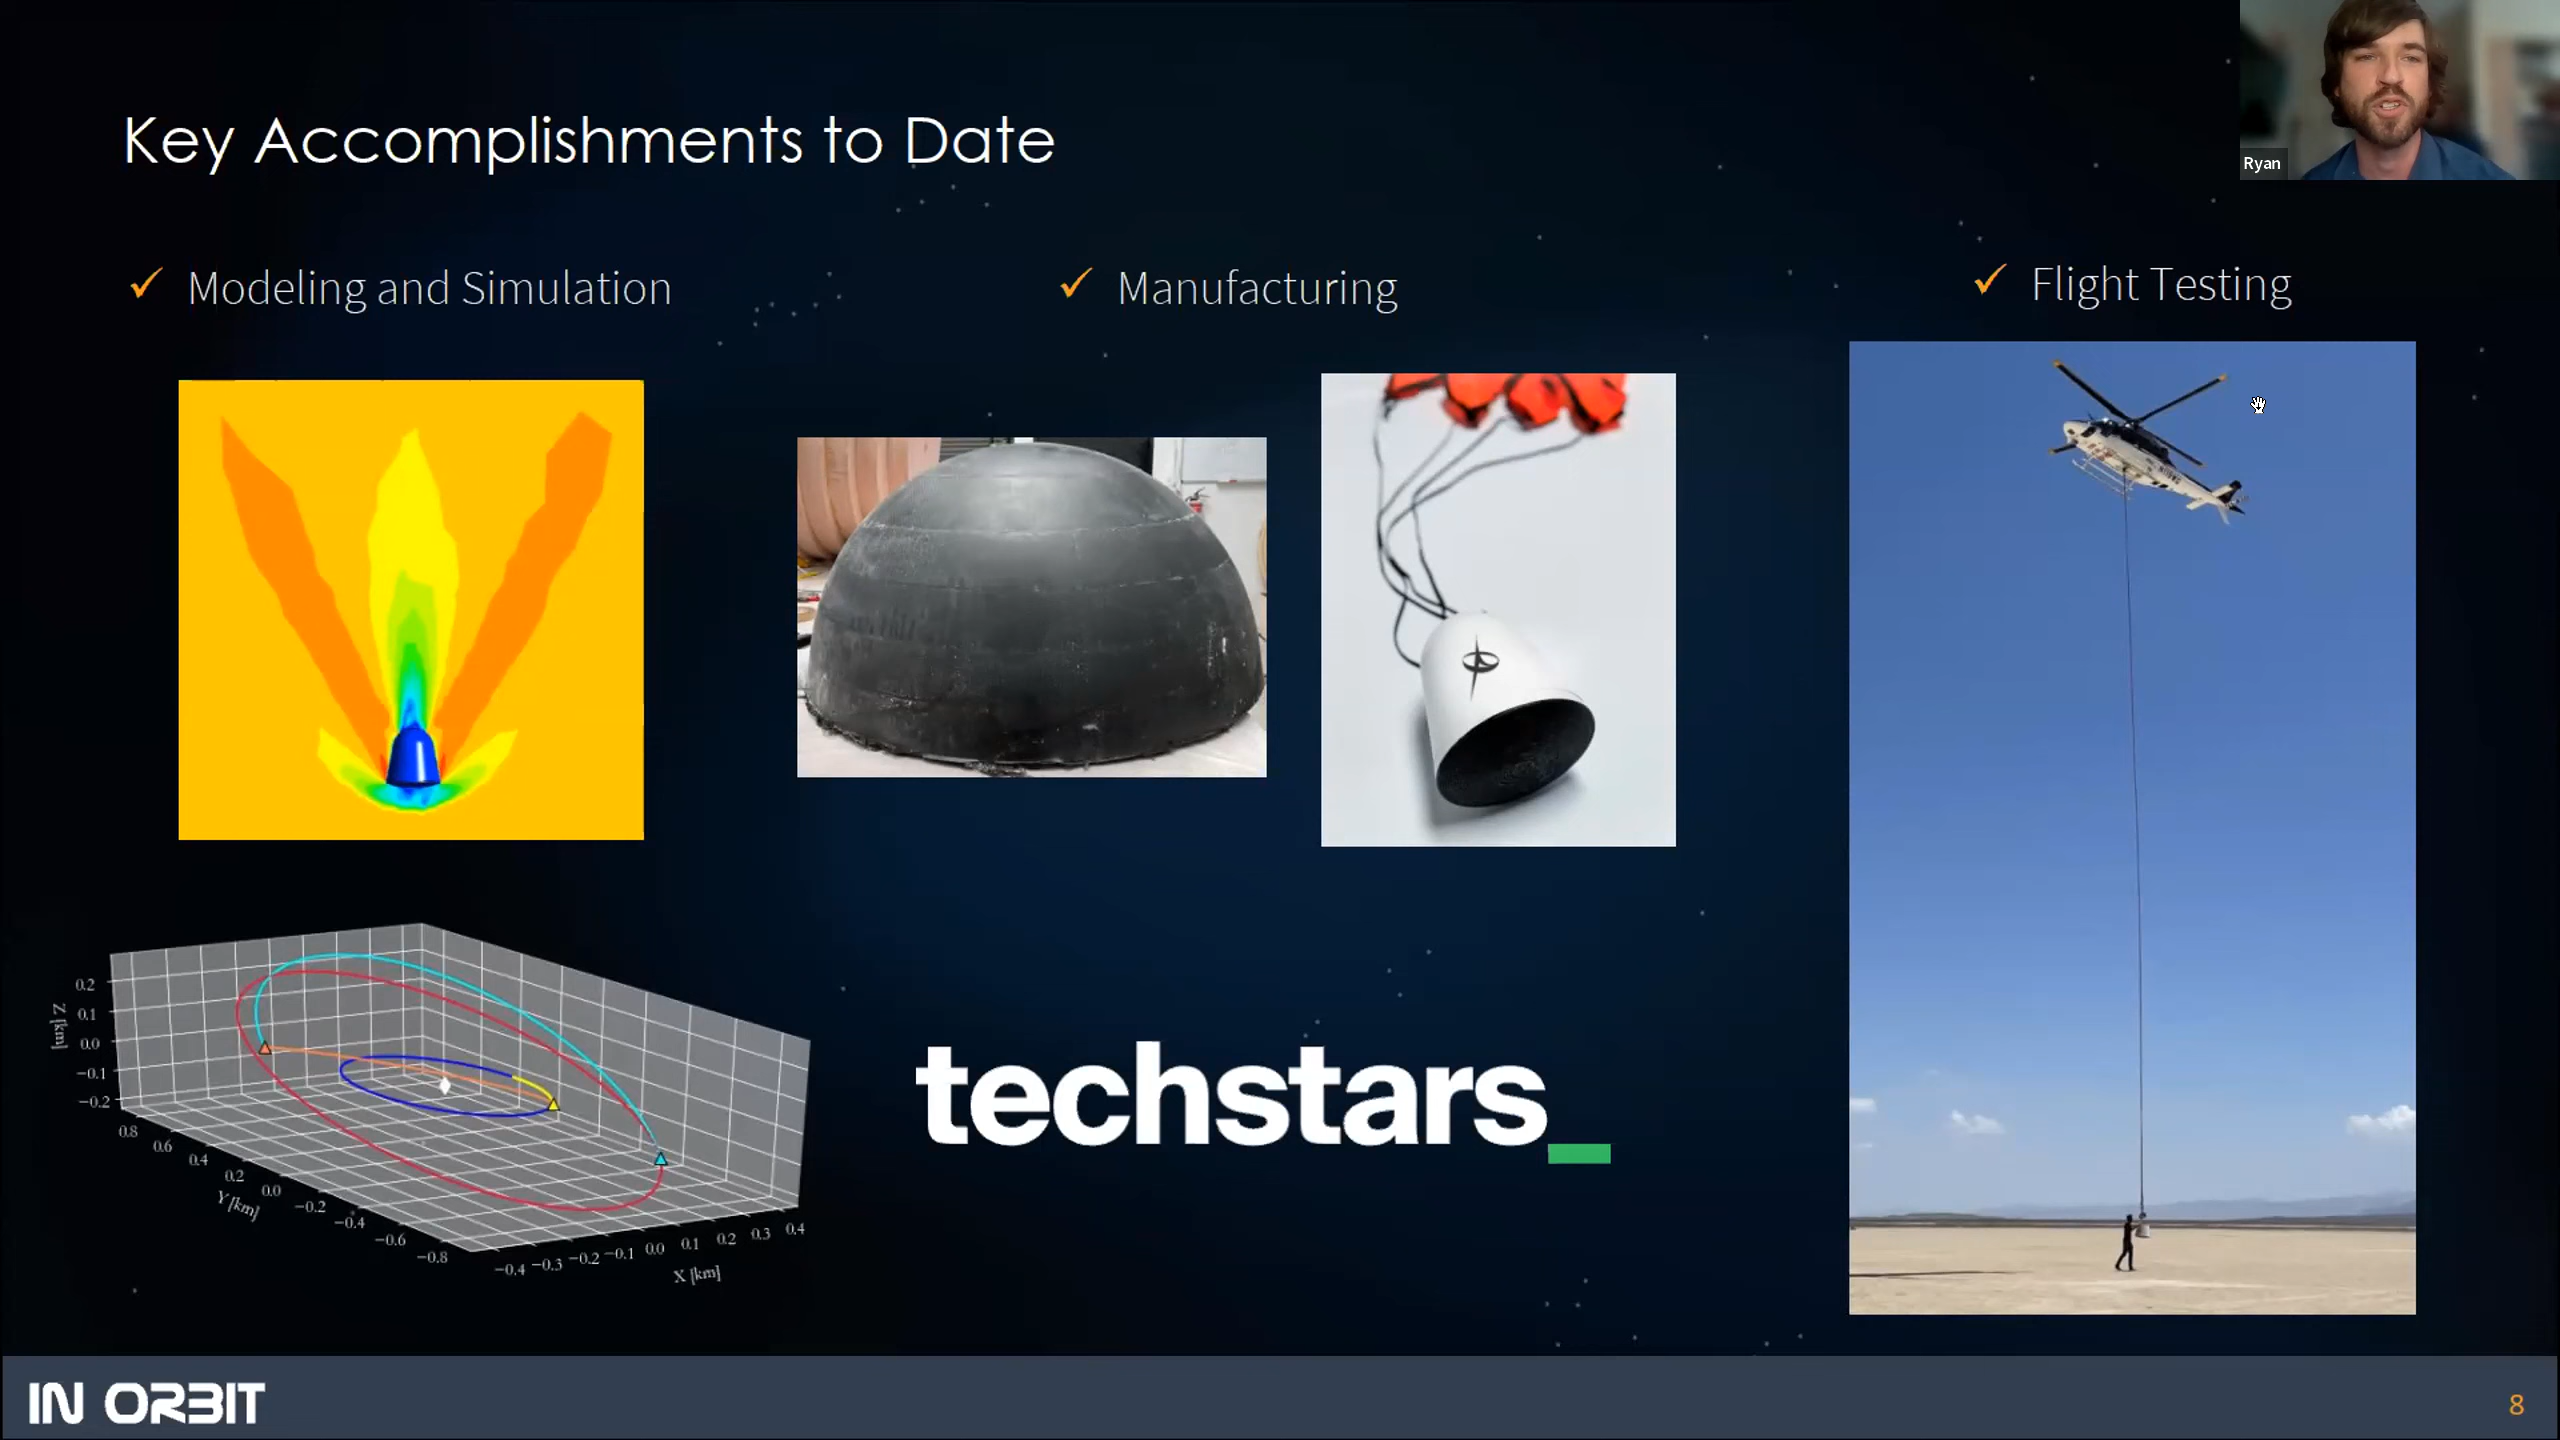 Key Accomplishments to Date
Ryan
✓ Modeling and Simulation
✓ Manufacturing
✓ Flight Testing
Z [km]
0.2
0.1
0.0
−0.1
−0.2
0.8
0.6
0.4
0.2
0.0
−0.2
−0.4
−0.6
−0.8
Y [km]
−0.4 −0.3 −0.2 −0.1 0.0 0.1 0.2 0.3 0.4
X [km]
techstars_
IN ORBIT
8